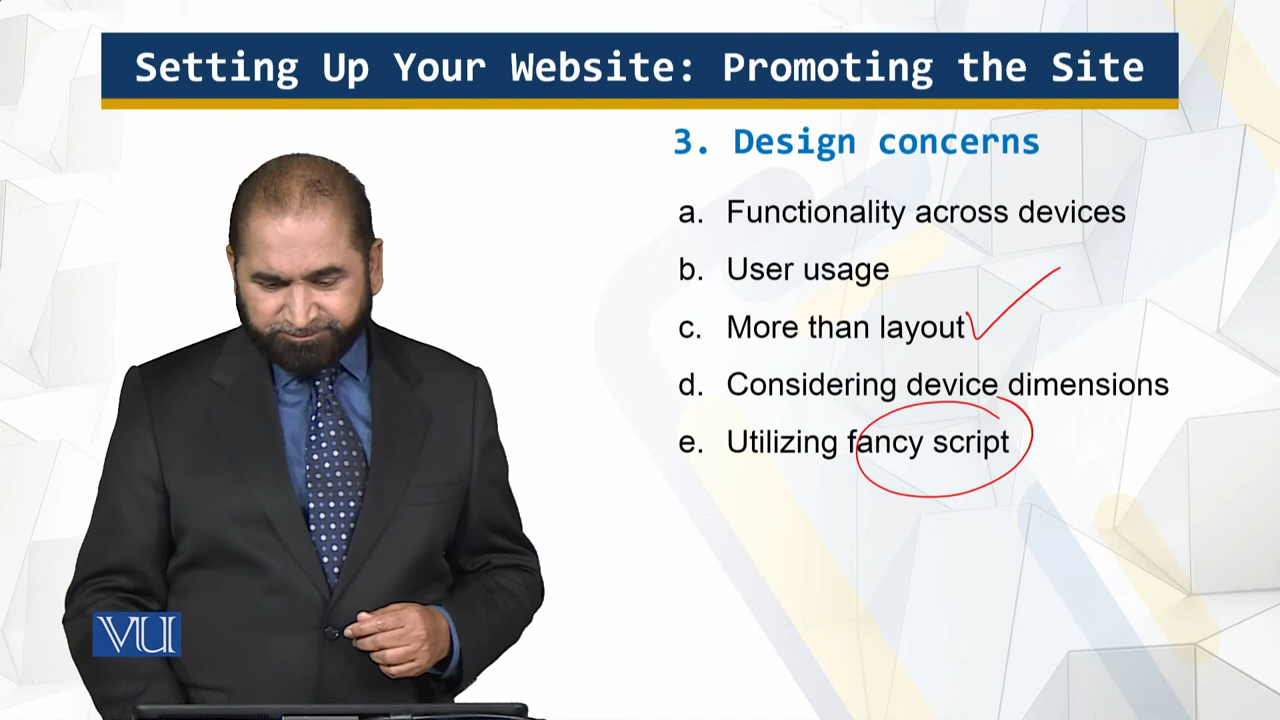 Setting Up Your Website: Promoting the Site
3. Design concerns
a. Functionality across devices
b. User usage
c. More than layout
d. Considering device dimensions
e. Utilizing fancy script
VU